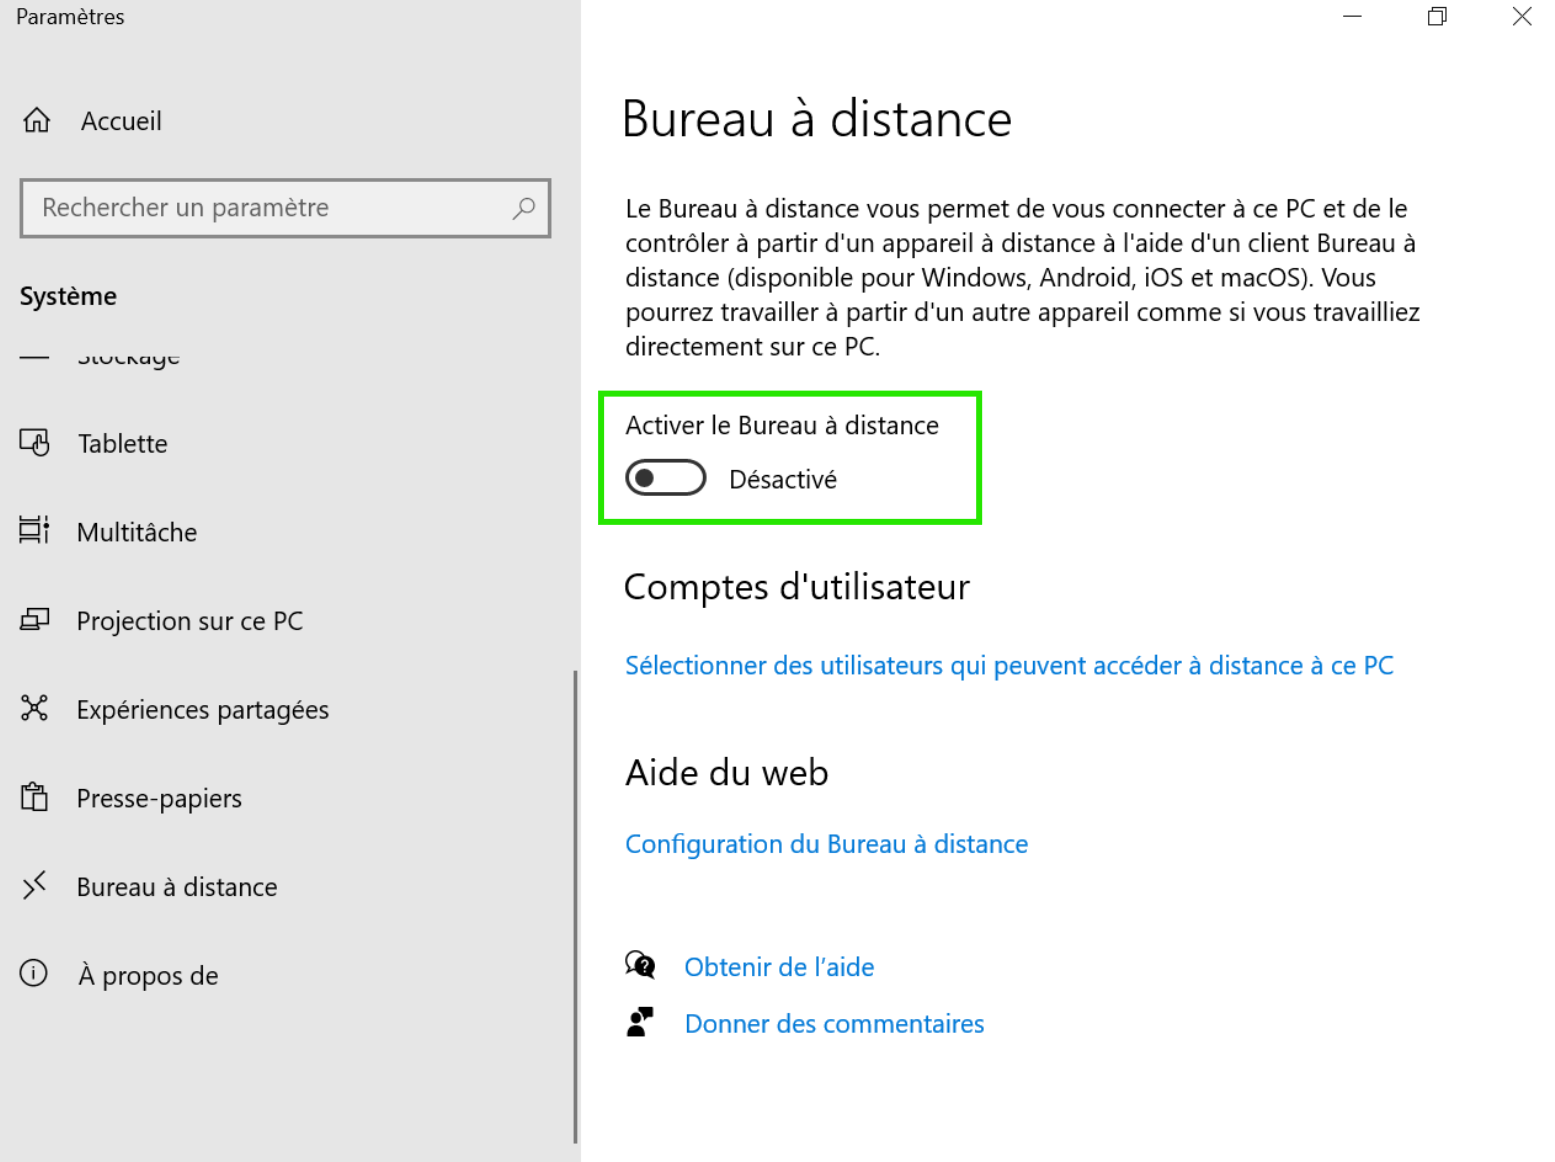 Paramètres
Accueil
Rechercher un paramètre
Système
Stockage
Tablette
Multitâche
Projection sur ce PC
Expériences partagées
Presse-papiers
Bureau à distance
À propos de
Bureau à distance
Le Bureau à distance vous permet de vous connecter à ce PC et de le
contrôler à partir d'un appareil à distance à l'aide d'un client Bureau à
distance (disponible pour Windows, Android, iOS et macOS). Vous
pourrez travailler à partir d'un autre appareil comme si vous travailliez
directement sur ce PC.
Activer le Bureau à distance
Désactivé
Comptes d'utilisateur
Sélectionner des utilisateurs qui peuvent accéder à distance à ce PC
Aide du web
Configuration du Bureau à distance
Obtenir de l'aide
Donner des commentaires